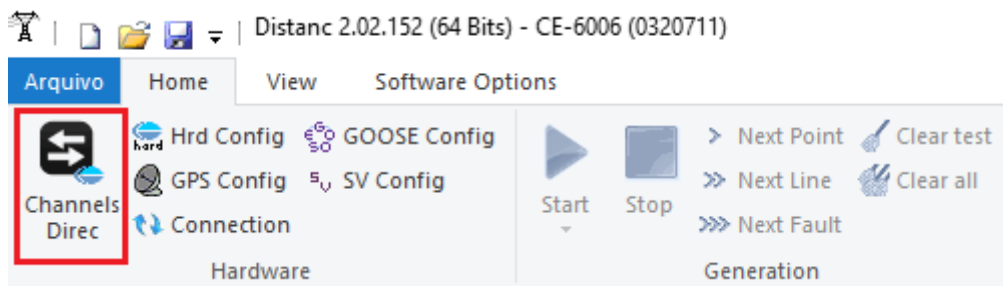 Distanc 2.02.152 (64 Bits) - CE-6006 (0320711)
Arquivo Home View Software Options
Channels
Direc
hard Hrd Config
GPS Config
Connection
GOOSE Config
SV SV Config
Hardware
Start
Stop
Next Point
Next Line
Next Fault
Clear test
Clear all
Generation